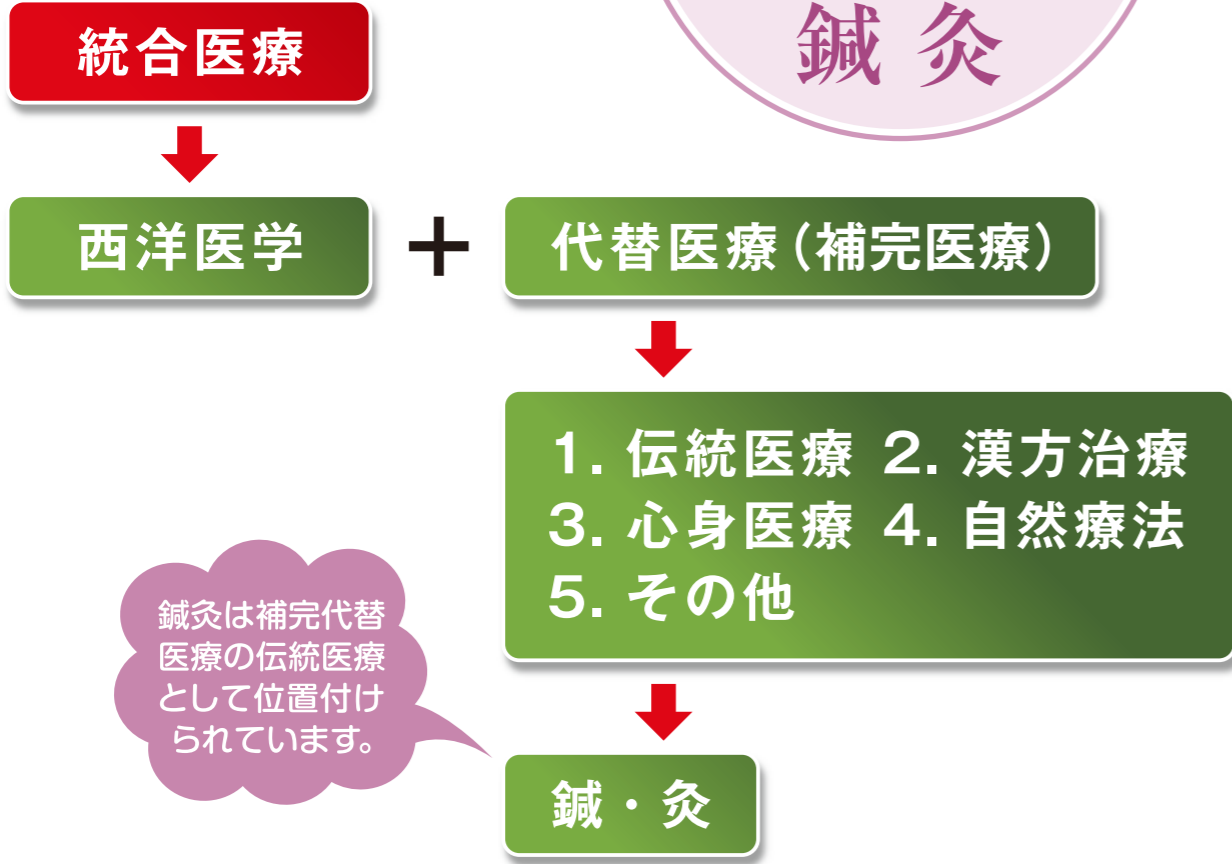 鍼灸
統合医療
西洋医学
+
代替医療（補完医療）
1. 伝統医療 2. 漢方治療
3. 心身医療 4. 自然療法
5. その他
鍼灸は補完代替
医療の伝統医療
として位置付け
られています。
鍼・灸